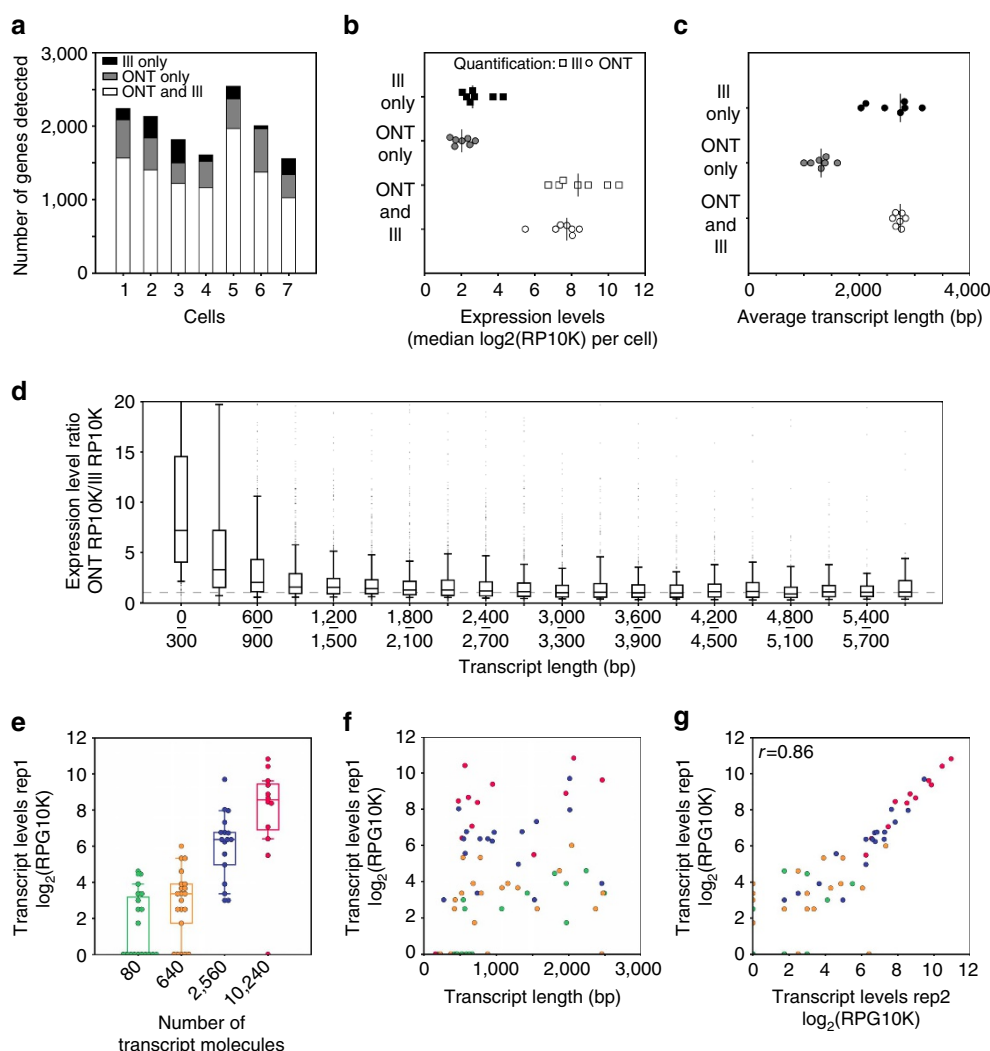 a
Number of genes detected
3,000
2,000
1,000
0
Ill only
ONT only
ONT and Ill
1 2 3 4 5 6 7
Cells
b
Quantification: Ill ONT
Ill
only
ONT
only
ONT
and
Ill
0 2 4 6 8 10 12
Expression levels
(median log2(RP10K) per cell)
c
Ill
only
ONT
only
ONT
and
Ill
0 2,000 4,000
Average transcript length (bp)
d
Expression level ratio
ONT RP10K/Ill RP10K
20
15
10
5
0
0 600 1,200 1,800 2,400 3,000 3,600 4,200 4,800 5,400
300 900 1,500 2,100 2,700 3,300 3,900 4,500 5,100 5,700
Transcript length (bp)
e
Transcript levels rep1
log2(RPG10K)
12
10
8
6
4
2
0
80 640 2,560 10,240
Number of
transcript molecules
f
Transcript levels rep1
log2(RPG10K)
12
10
8
6
4
2
0
0 1,000 2,000 3,000
Transcript length (bp)
g
Transcript levels rep1
log2(RPG10K)
r=0.86
12
10
8
6
4
2
0
0 2 4 6 8 10 12
Transcript levels rep2
log2(RPG10K)